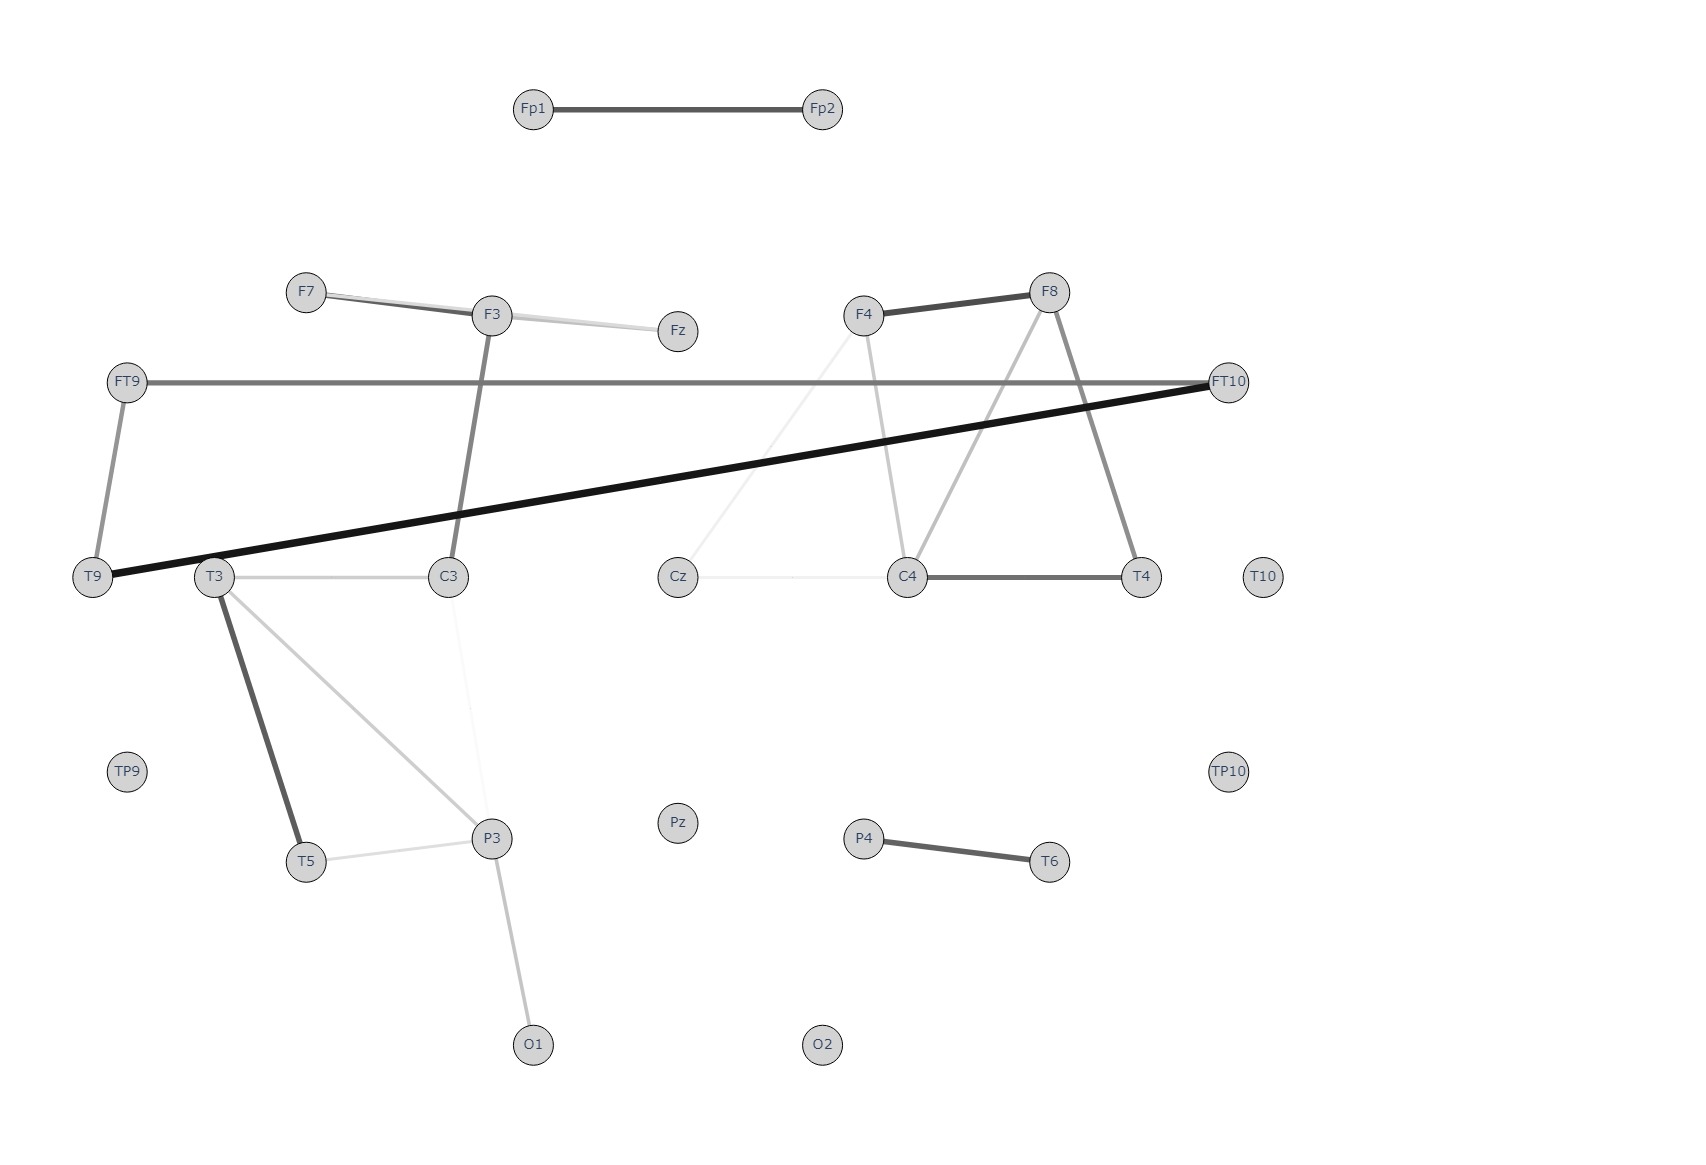 Fp1 Fp2
F7 F3 Fz F4 F8
FT9 FT10
T9 T3 C3 Cz C4 T4 T10
TP9 TP10
T5 P3 Pz P4 T6
O1 O2